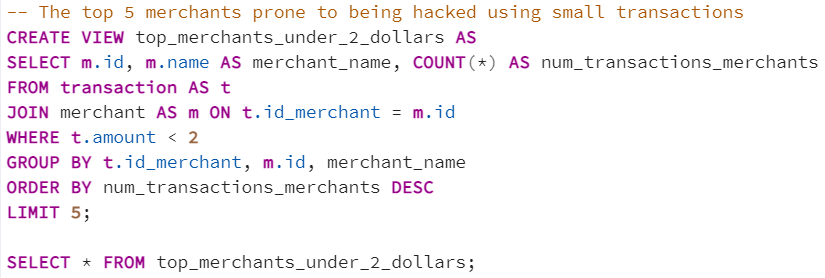 -- The top 5 merchants prone to being hacked using small transactions
CREATE VIEW top_merchants_under_2_dollars AS
SELECT m.id, m.name AS merchant_name, COUNT(*) AS num_transactions_merchants
FROM transaction AS t
JOIN merchant AS m ON t.id_merchant = m.id
WHERE t.amount < 2
GROUP BY t.id_merchant, m.id, merchant_name
ORDER BY num_transactions_merchants DESC
LIMIT 5;
SELECT * FROM top_merchants_under_2_dollars;